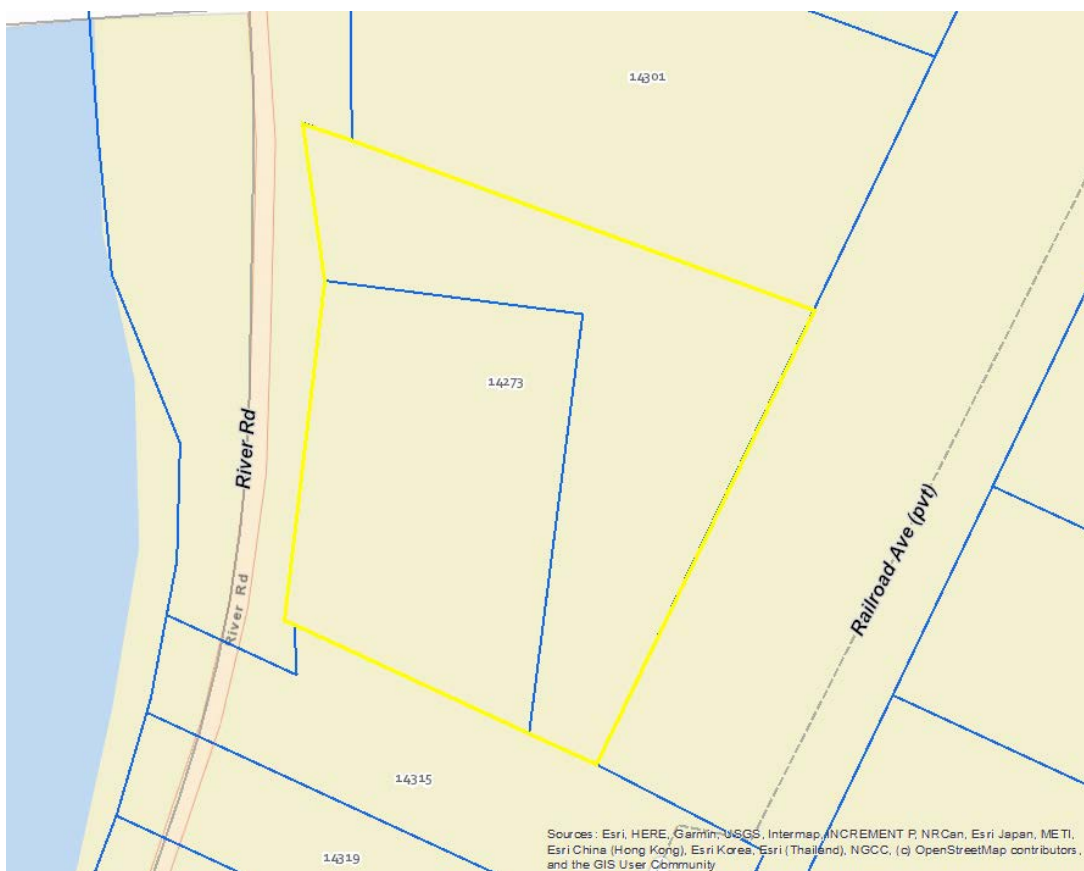 14301
14273
River Rd
River Rd
Railroad Ave (pvt)
14315
14319
Sources: Esri, HERE, Garmin, USGS, Intermap, INCREMENT P, NRCan, Esri Japan, METI,
Esri China (Hong Kong), Esri Korea, Esri (Thailand), NGCC, (c) OpenStreetMap contributors,
and the GIS User Community